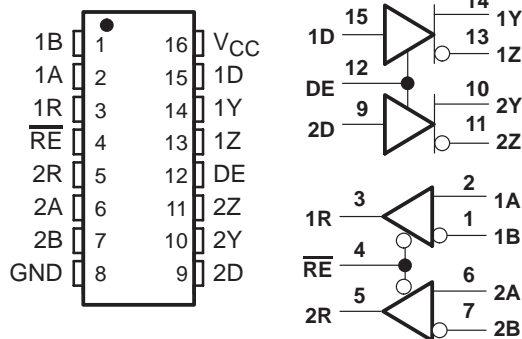 1B 1 16 VCC
1A 2 15 1D
1R 3 14 1Y
RE 4 13 1Z
2R 5 12 DE
2A 6 11 2Z
2B 7 10 2Y
GND 8 9 2D
14 1Y
15 1D
13 1Z
12 DE
10 2Y
9 2D
11 2Z
2 1A
3 1R
1 1B
4 RE
6 2A
5 2R
7 2B